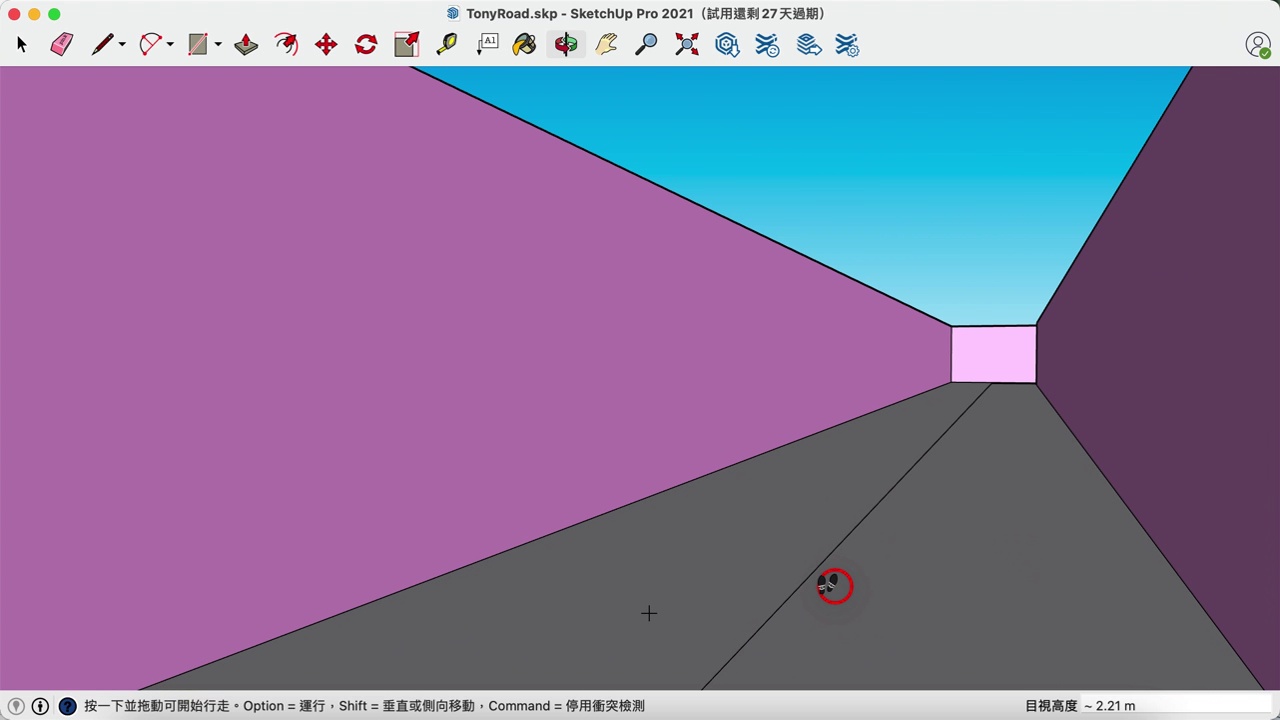 TonyRoad.skp - SketchUp Pro 2021（試用還剩 27 天過期）
A1
按一下並拖動可開始行走。Option = 運行，Shift = 垂直或側向移動，Command = 停用衝突檢測
目視高度 ~ 2.21 m